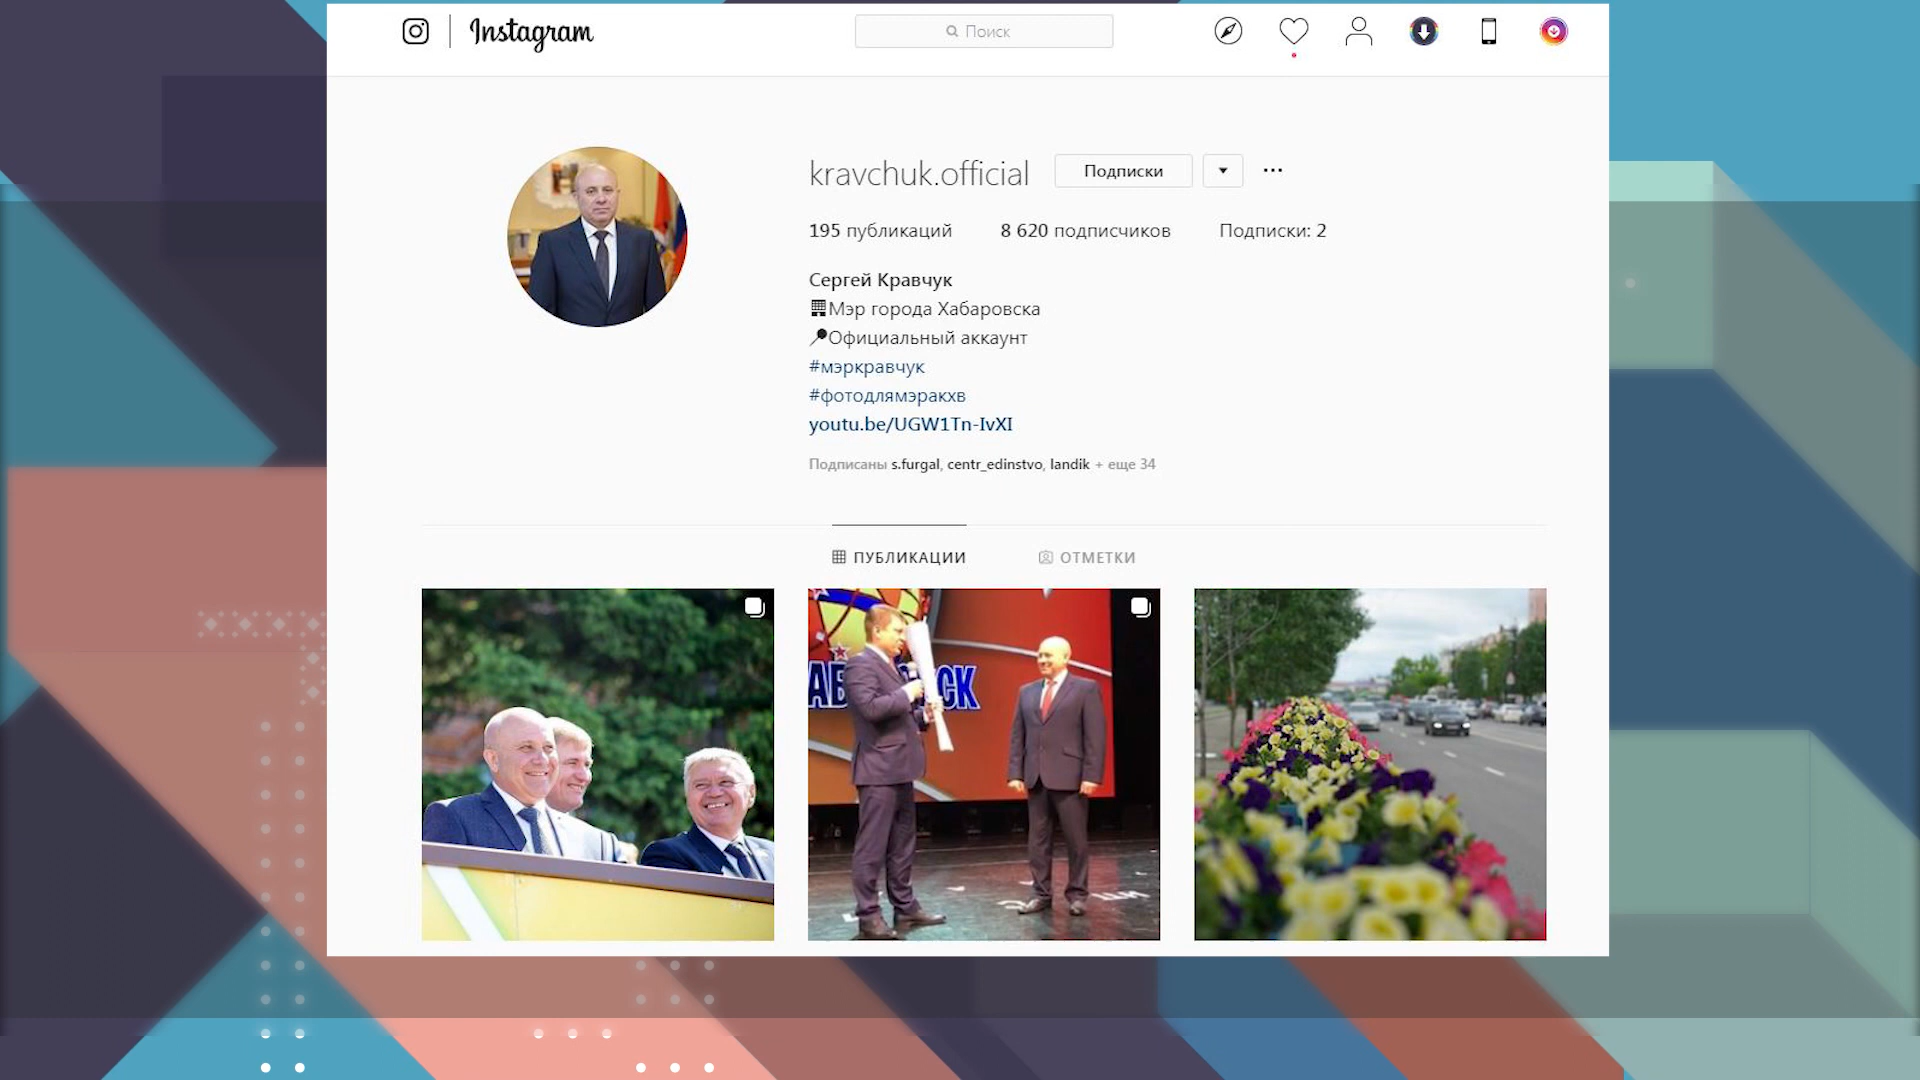 Instagram
Поиск
kravchuk.official
Подписки
195 публикаций 8 620 подписчиков Подписки: 2
Сергей Кравчук
Мэр города Хабаровска
Официальный аккаунт
#мэркравчук
#фотодлямэракхв
youtu.be/UGW1Tn-IvXI
Подписаны s.furgal, centr_edinstvo, landik + еще 34
ПУБЛИКАЦИИ ОТМЕТКИ